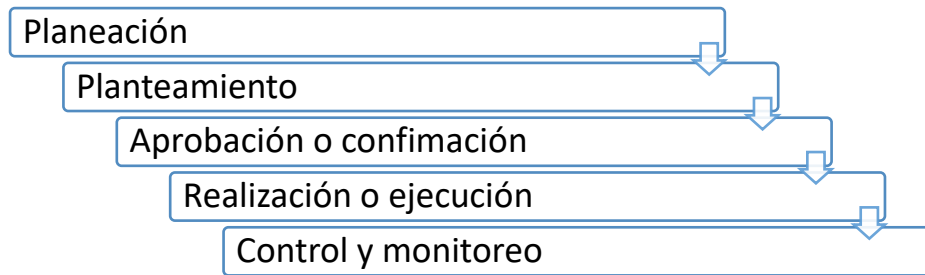 Planeación
Planteamiento
Aprobación o confimación
Realización o ejecución
Control y monitoreo